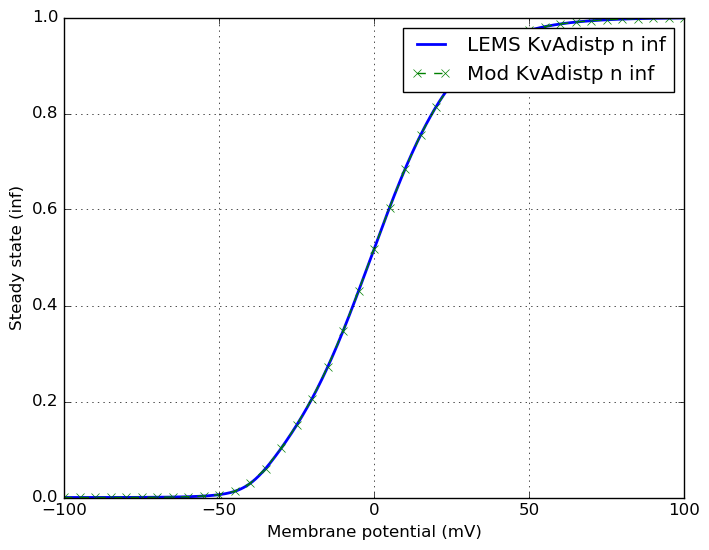 LEMS KvAdistp n inf
Mod KvAdistp n inf
1.0
0.8
0.6
0.4
0.2
0.0
Steady state (inf)
−100
−50
0
50
100
Membrane potential (mV)